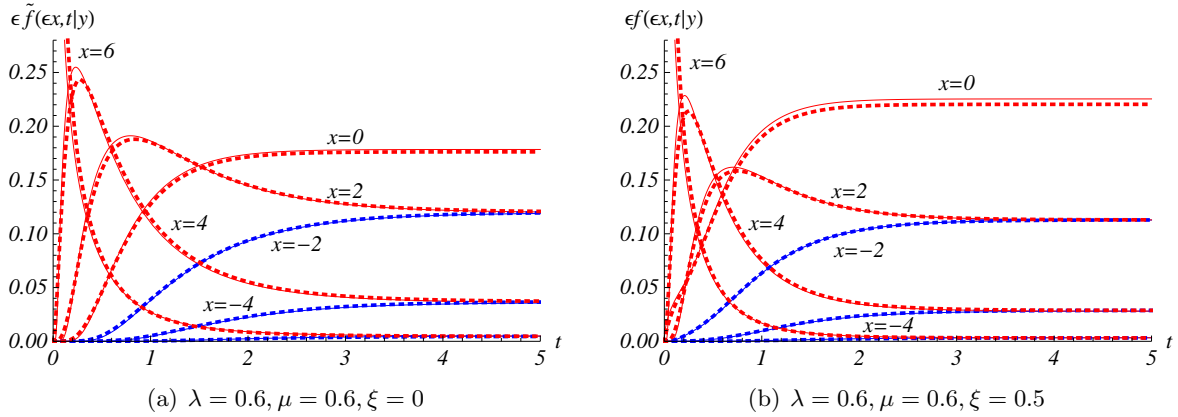 ϵ f̃(ϵx,t|y)
x=6
0.25
0.20
x=0
0.15
x=2
0.10
x=4
x=−2
0.05
x=−4
0.00
0 1 2 3 4 5 t
(a) λ = 0.6, μ = 0.6, ξ = 0
ϵf(ϵx,t|y)
x=6
0.25
x=0
0.20
0.15
x=2
x=4
0.10
x=−2
0.05
x=−4
0.00
0 1 2 3 4 5 t
(b) λ = 0.6, μ = 0.6, ξ = 0.5